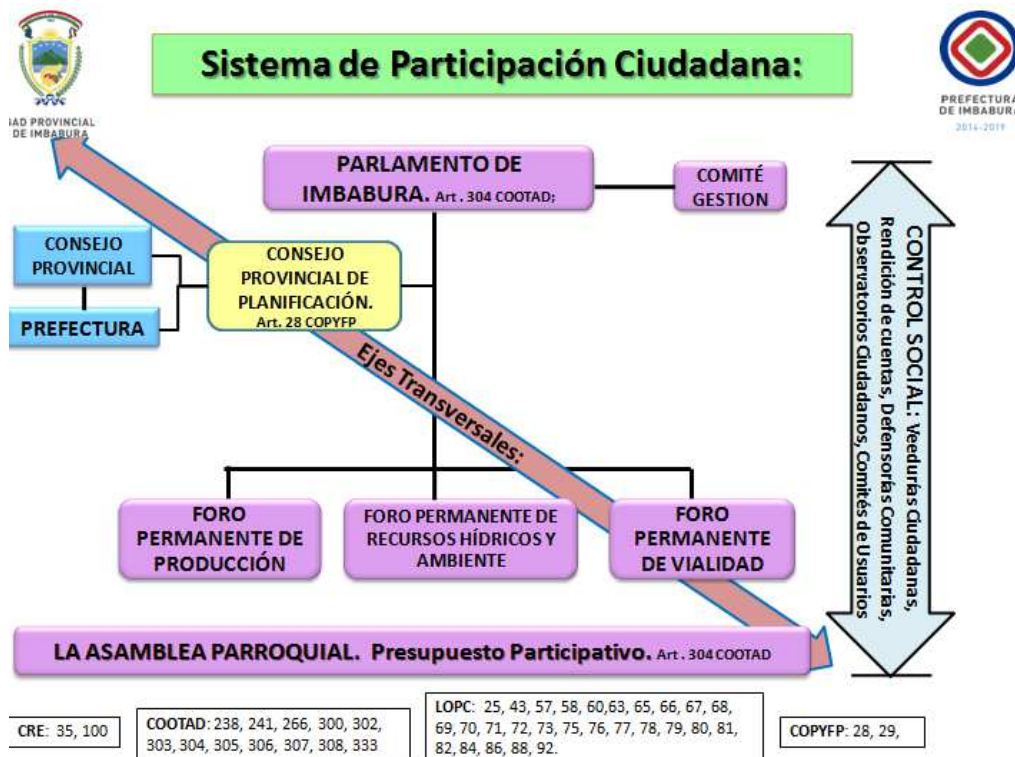 Sistema de Participación Ciudadana:
DAD PROVINCIAL
DE IMBABURA
PREFECTURA
DE IMBABURA
2014-2019
PARLAMENTO DE
IMBABURA. Art . 304 COOTAD;
COMITÉ
GESTION
CONSEJO
PROVINCIAL
PREFECTURA
CONSEJO
PROVINCIAL DE
PLANIFICACIÓN.
Art. 28 COPYFP
Ejes Transversales:
CONTROL SOCIAL: Veedurías Ciudadanas,
Rendición de cuentas, Defensorías Comunitarias,
Observatorios Ciudadanos, Comités de Usuarios
FORO
PERMANENTE DE
PRODUCCIÓN
FORO PERMANENTE DE
RECURSOS HÍDRICOS Y
AMBIENTE
FORO
PERMANENTE
DE VIALIDAD
LA ASAMBLEA PARROQUIAL. Presupuesto Participativo. Art . 304 COOTAD
CRE: 35, 100
COOTAD: 238, 241, 266, 300, 302,
303, 304, 305, 306, 307, 308, 333
LOPC: 25, 43, 57, 58, 60,63, 65, 66, 67, 68,
69, 70, 71, 72, 73, 75, 76, 77, 78, 79, 80, 81,
82, 84, 86, 88, 92.
COPYFP: 28, 29,